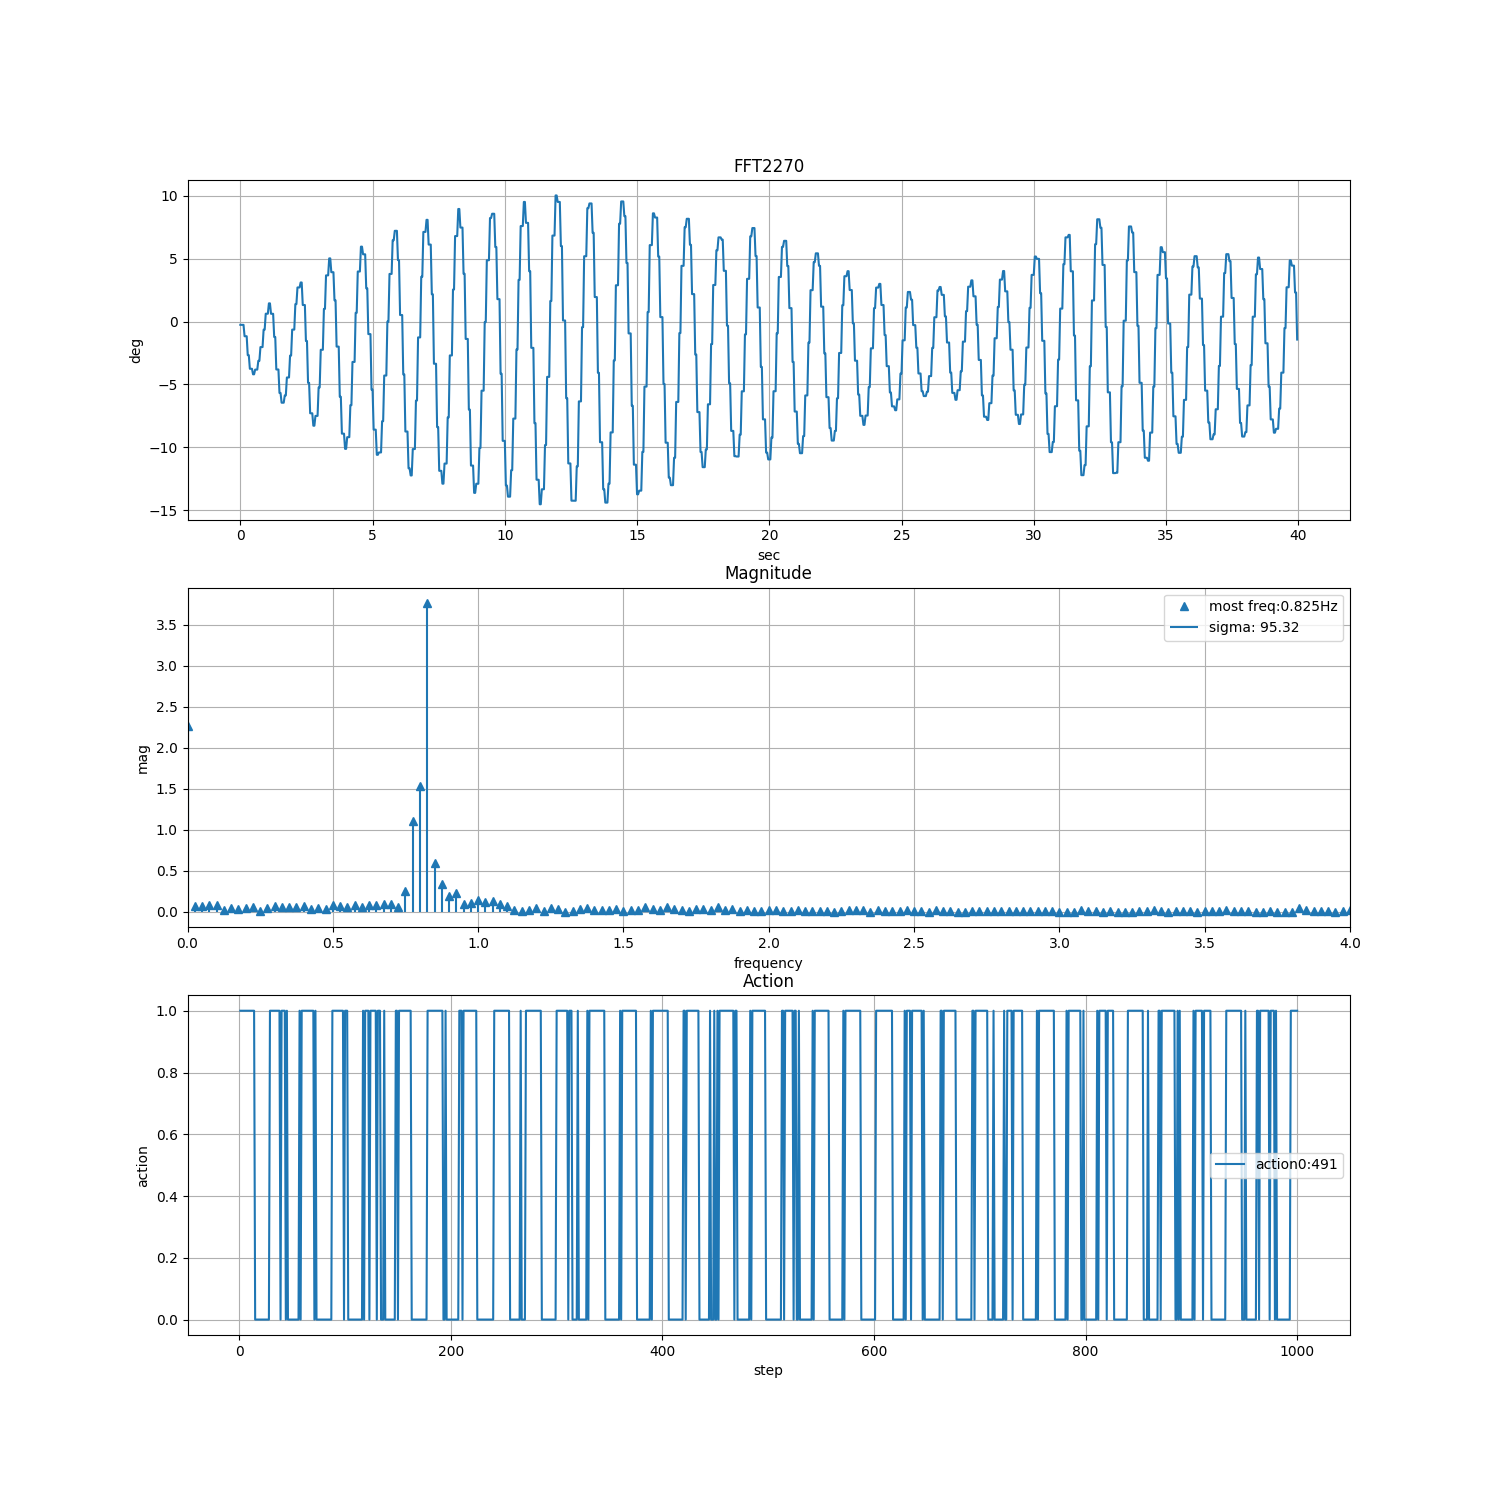 FFT2270
10
5
0
−5
−10
−15
deg
0 5 10 15 20 25 30 35 40
sec
Magnitude
3.5
3.0
2.5
2.0
1.5
1.0
0.5
0.0
mag
most freq:0.825Hz
sigma: 95.32
0.0 0.5 1.0 1.5 2.0 2.5 3.0 3.5 4.0
frequency
Action
1.0
0.8
0.6
0.4
0.2
0.0
action
action0:491
0 200 400 600 800 1000
step